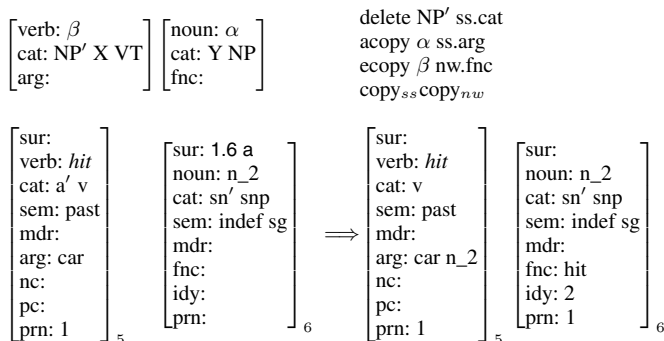 verb: β
cat: NP′ X VT
arg:
noun: α
cat: Y NP
fnc:
delete NP′ ss.cat
acopy α ss.arg
ecopy β nw.fnc
copy_ss copy_nw
sur:
verb: hit
cat: a′ v
sem: past
mdr:
arg: car
nc:
pc:
prn: 1
5
sur: 1.6 a
noun: n_2
cat: sn′ snp
sem: indef sg
mdr:
fnc:
idy:
prn:
6
⟹
sur:
verb: hit
cat: v
sem: past
mdr:
arg: car n_2
nc:
pc:
prn: 1
5
sur:
noun: n_2
cat: sn′ snp
sem: indef sg
mdr:
fnc: hit
idy: 2
prn: 1
6